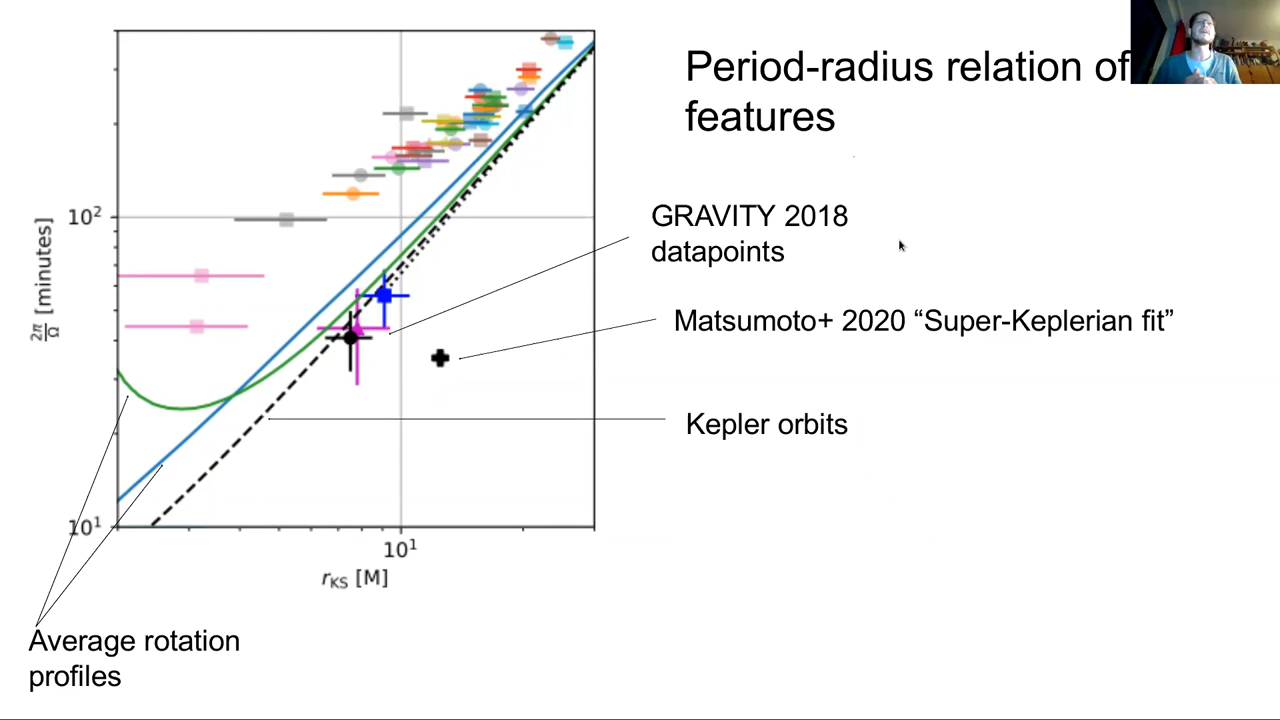 Period-radius relation of
features
10²
GRAVITY 2018
datapoints
2π/Ω [minutes]
Matsumoto+ 2020 “Super-Keplerian fit”
Kepler orbits
10¹
10¹
r_KS [M]
Average rotation
profiles